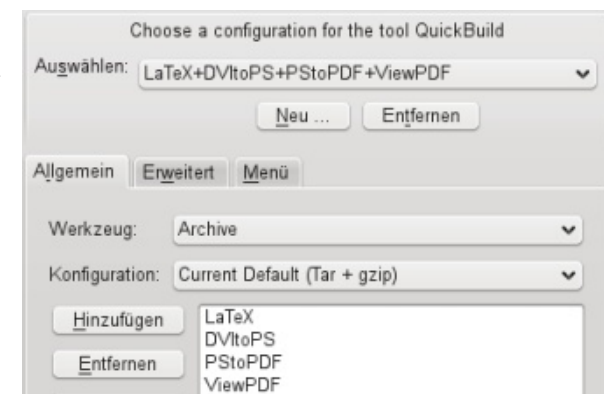 Choose a configuration for the tool QuickBuild
Auswählen: LaTeX+DVItoPS+PStoPDF+ViewPDF
Neu ... Entfernen
Allgemein Erweitert Menü
Werkzeug: Archive
Konfiguration: Current Default (Tar + gzip)
Hinzufügen LaTeX
DVItoPS
Entfernen PStoPDF
ViewPDF